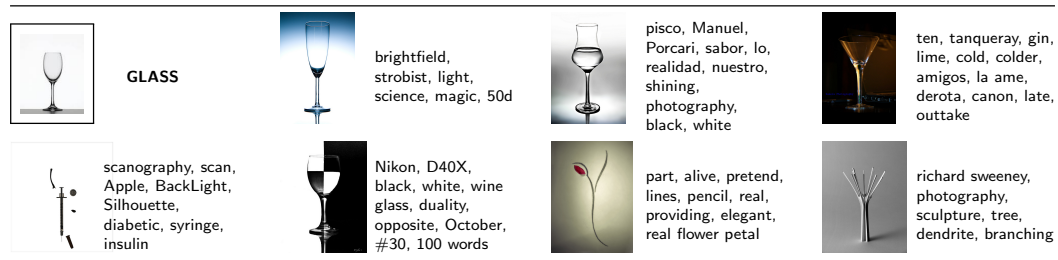 GLASS
brightfield,
strobist, light,
science, magic, 50d
pisco, Manuel,
Porcari, sabor, lo,
realidad, nuestro,
shining,
photography,
black, white
ten, tanqueray, gin,
lime, cold, colder,
amigos, la ame,
derota, canon, late,
outtake
scanography, scan,
Apple, BackLight,
Silhouette,
diabetic, syringe,
insulin
Nikon, D40X,
black, white, wine
glass, duality,
opposite, October,
#30, 100 words
part, alive, pretend,
lines, pencil, real,
providing, elegant,
real flower petal
richard sweeney,
photography,
sculpture, tree,
dendrite, branching